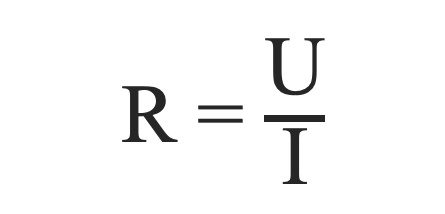 R = U/I